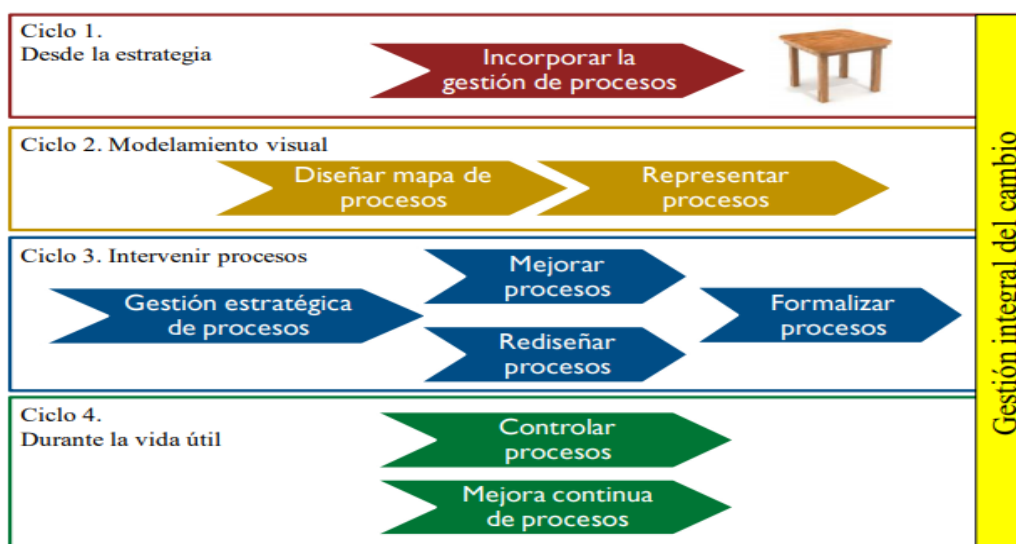 Ciclo 1.
Desde la estrategia
Incorporar la
gestión de procesos
Ciclo 2. Modelamiento visual
Diseñar mapa de
procesos
Representar
procesos
Ciclo 3. Intervenir procesos
Gestión estratégica
de procesos
Mejorar
procesos
Rediseñar
procesos
Formalizar
procesos
Ciclo 4.
Durante la vida útil
Controlar
procesos
Mejora continua
de procesos
Gestión integral del cambio